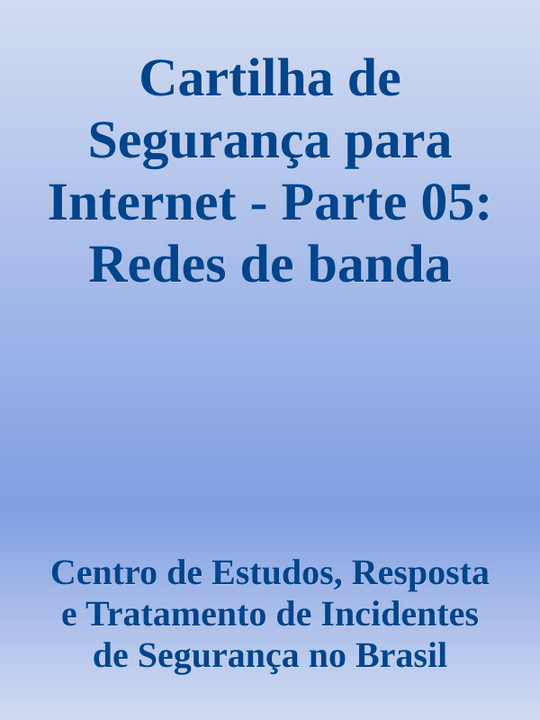 Cartilha de
Segurança para
Internet - Parte 05:
Redes de banda
Centro de Estudos, Resposta
e Tratamento de Incidentes
de Segurança no Brasil